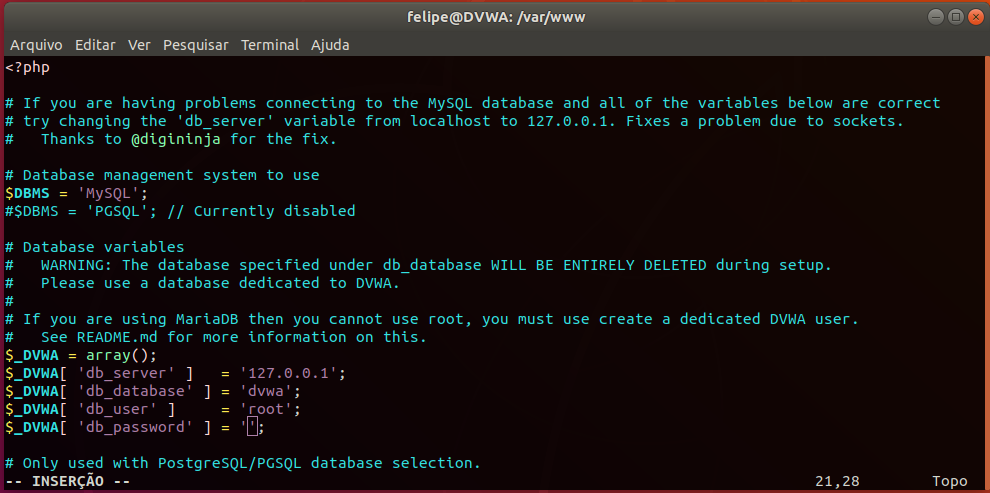 felipe@DVWA: /var/www
Arquivo Editar Ver Pesquisar Terminal Ajuda
<?php

# If you are having problems connecting to the MySQL database and all of the variables below are correct
# try changing the 'db_server' variable from localhost to 127.0.0.1. Fixes a problem due to sockets.
#   Thanks to @digininja for the fix.

# Database management system to use
$DBMS = 'MySQL';
#$DBMS = 'PGSQL'; // Currently disabled

# Database variables
#   WARNING: The database specified under db_database WILL BE ENTIRELY DELETED during setup.
#   Please use a database dedicated to DVWA.
#
# If you are using MariaDB then you cannot use root, you must use create a dedicated DVWA user.
#   See README.md for more information on this.
$_DVWA = array();
$_DVWA[ 'db_server' ]   = '127.0.0.1';
$_DVWA[ 'db_database' ] = 'dvwa';
$_DVWA[ 'db_user' ]     = 'root';
$_DVWA[ 'db_password' ] = '';

# Only used with PostgreSQL/PGSQL database selection.
-- INSERÇÃO -- 21,28 Topo